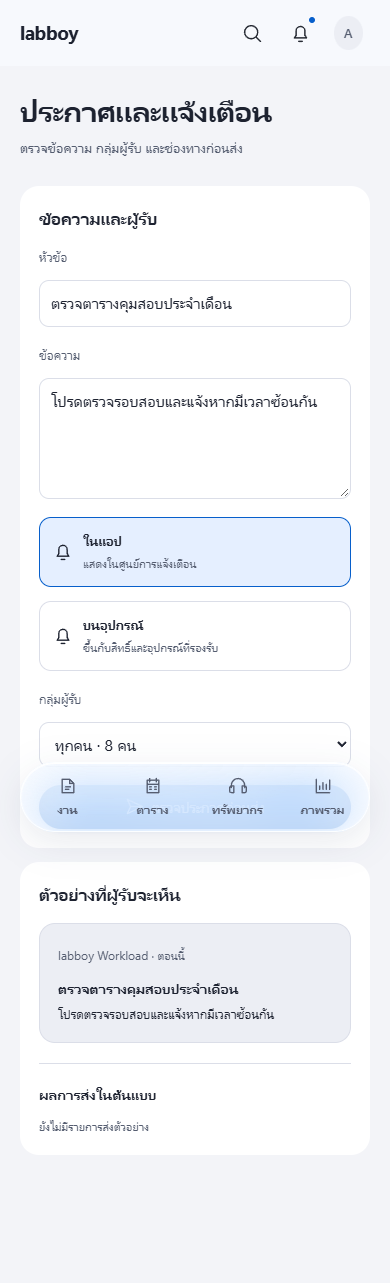 labboy
A
ประกาศและแจ้งเตือน
ตรวจข้อความ กลุ่มผู้รับ และช่องทางก่อนส่ง
ข้อความและผู้รับ
หัวข้อ
ตรวจตารางคุมสอบประจำเดือน
ข้อความ
โปรดตรวจรอบสอบและแจ้งหากมีเวลาซ้อนกัน
ในแอป
แสดงในศูนย์การแจ้งเตือน
บนอุปกรณ์
ขึ้นกับสิทธิ์และอุปกรณ์ที่รองรับ
กลุ่มผู้รับ
ทุกคน · 8 คน
งาน ตาราง ทรัพยากร ภาพรวม
ตัวอย่างที่ผู้รับจะเห็น
labboy Workload · ตอนนี้
ตรวจตารางคุมสอบประจำเดือน
โปรดตรวจรอบสอบและแจ้งหากมีเวลาซ้อนกัน
ผลการส่งในต้นแบบ
ยังไม่มีรายการส่งตัวอย่าง